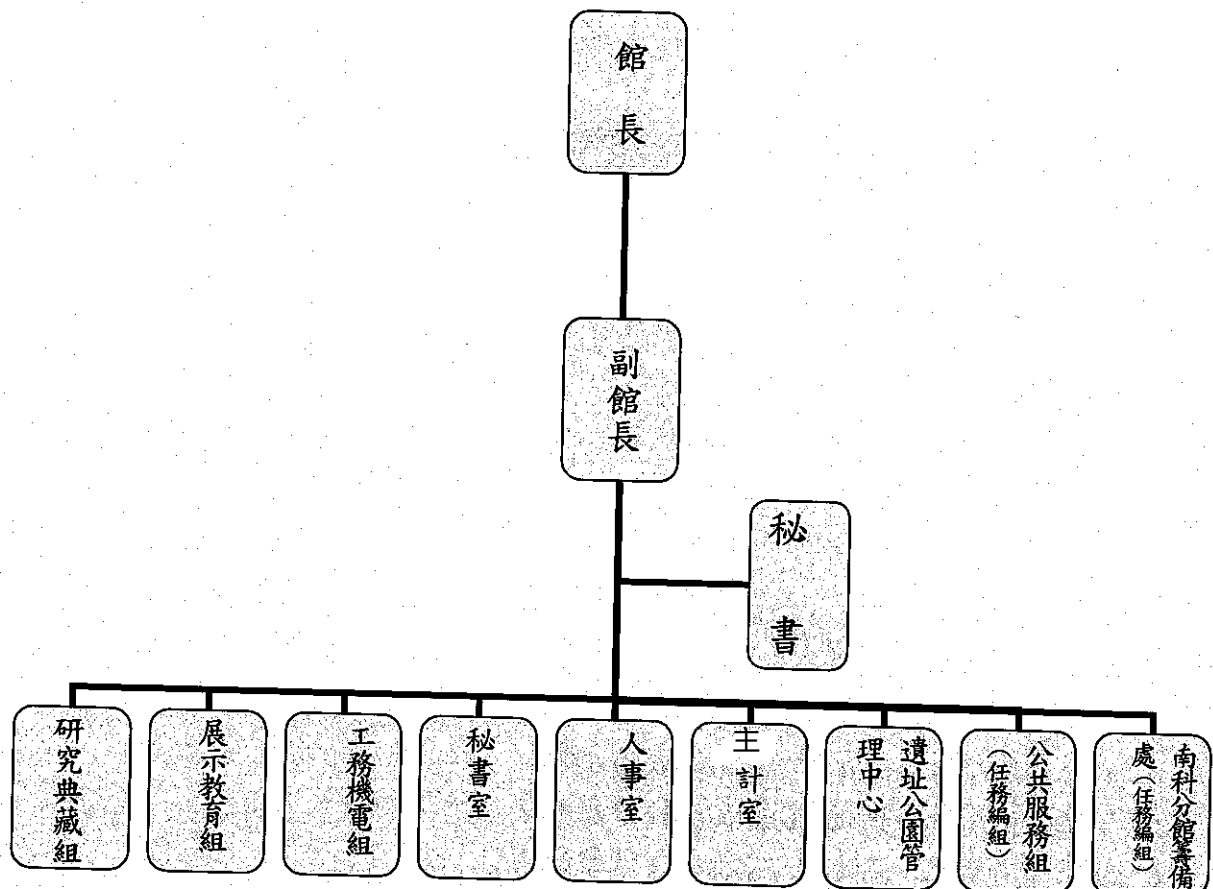 館長
副館長
秘書
研究典藏組
展示教育組
工務機電組
秘書室
人事室
主計室
遺址公園管
理中心
公共服務組
（任務編組）
南科分館籌備
處（任務編組）